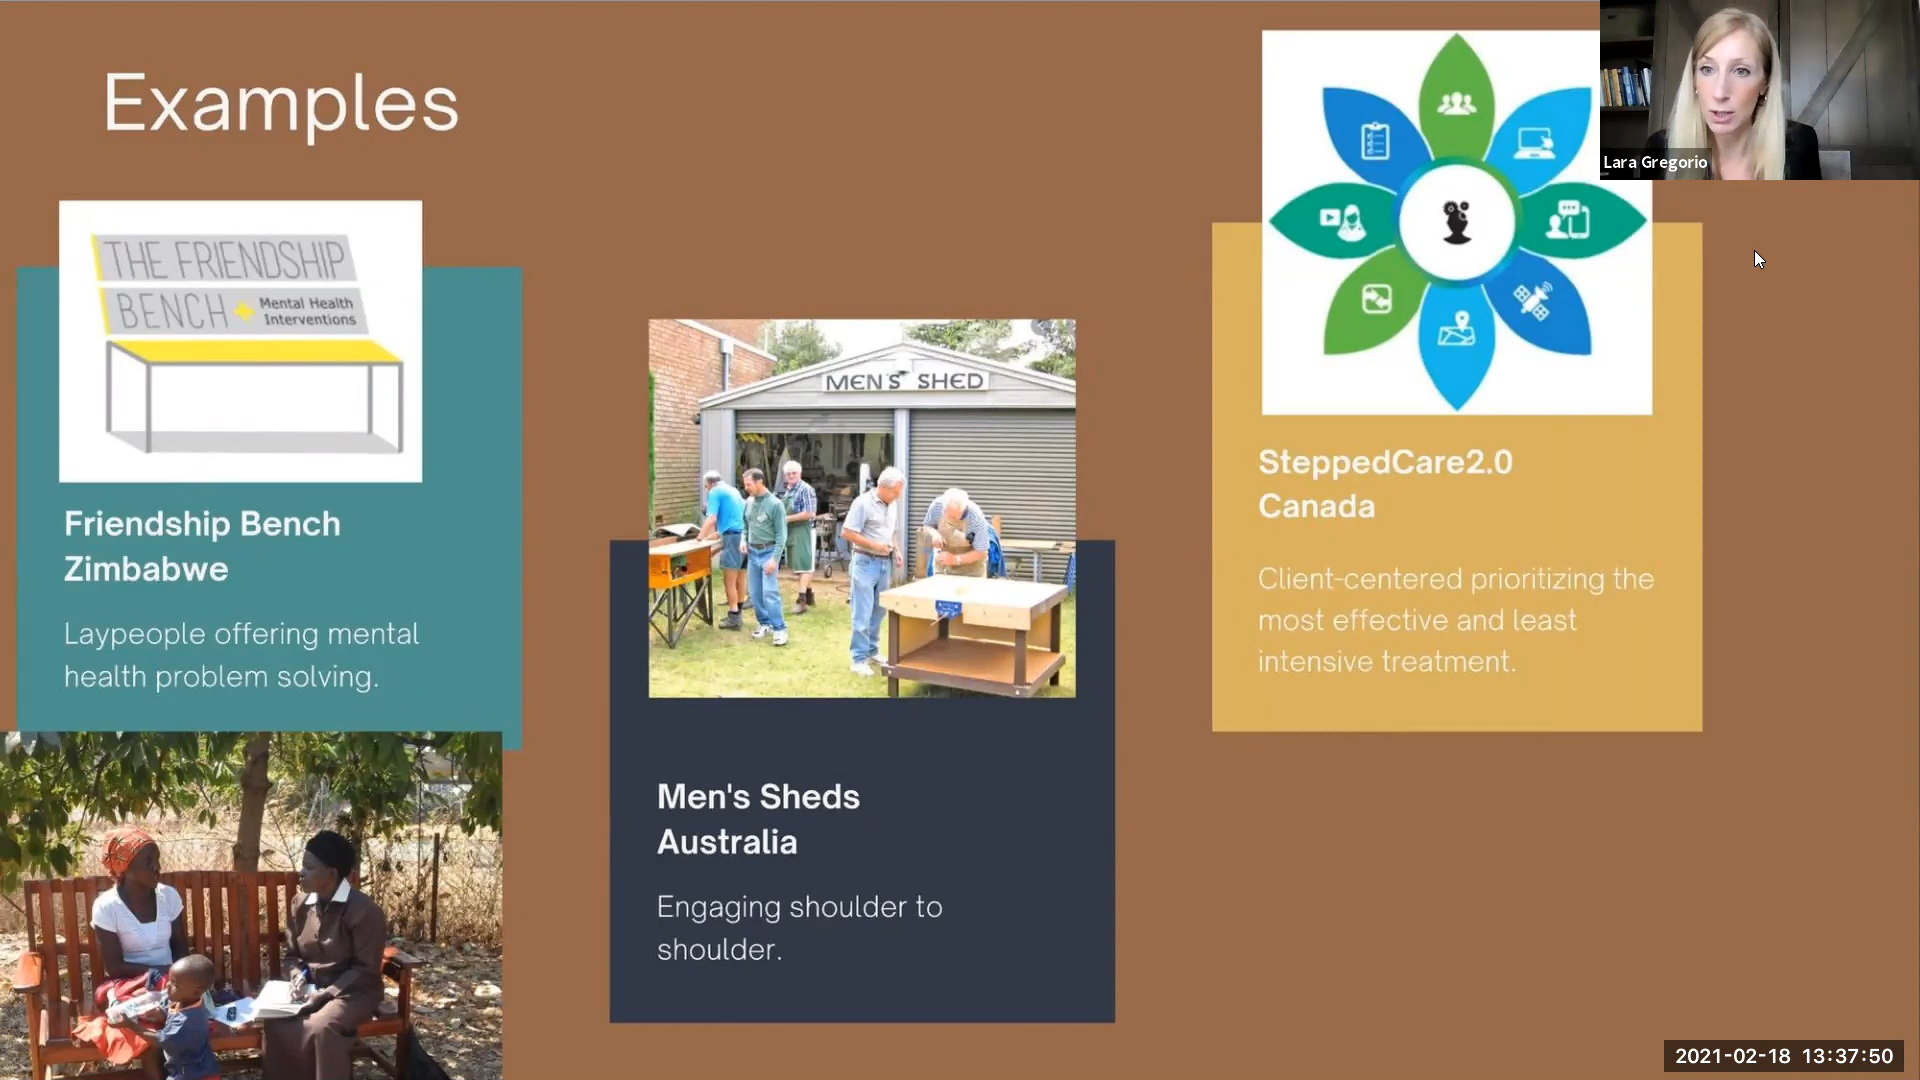 Examples
THE FRIENDSHIP
BENCH + Mental Health
Interventions
Friendship Bench
Zimbabwe
Laypeople offering mental
health problem solving.
MEN'S SHED
Men's Sheds
Australia
Engaging shoulder to
shoulder.
SteppedCare2.0
Canada
Client-centered prioritizing the
most effective and least
intensive treatment.
Lara Gregorio
2021-02-18 13:37:50